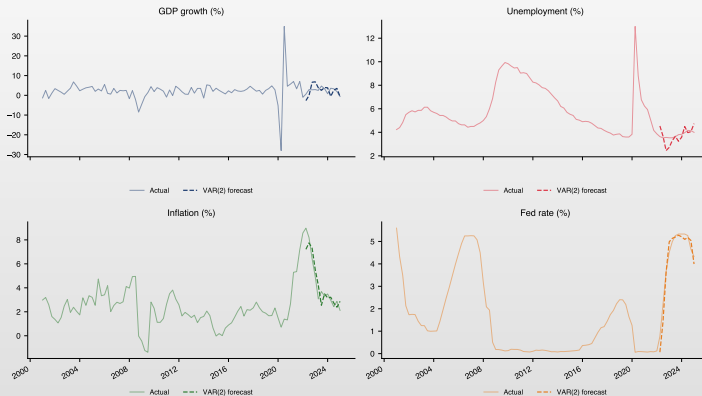 GDP growth (%)
Unemployment (%)
30
20
10
0
−10
−20
−30
12
10
8
6
4
2
Actual VAR(2) forecast
Actual VAR(2) forecast
Inflation (%)
Fed rate (%)
8
6
4
2
0
5
4
3
2
1
0
2000 2004 2008 2012 2016 2020 2024
2000 2004 2008 2012 2016 2020 2024
Actual VAR(2) forecast
Actual VAR(2) forecast